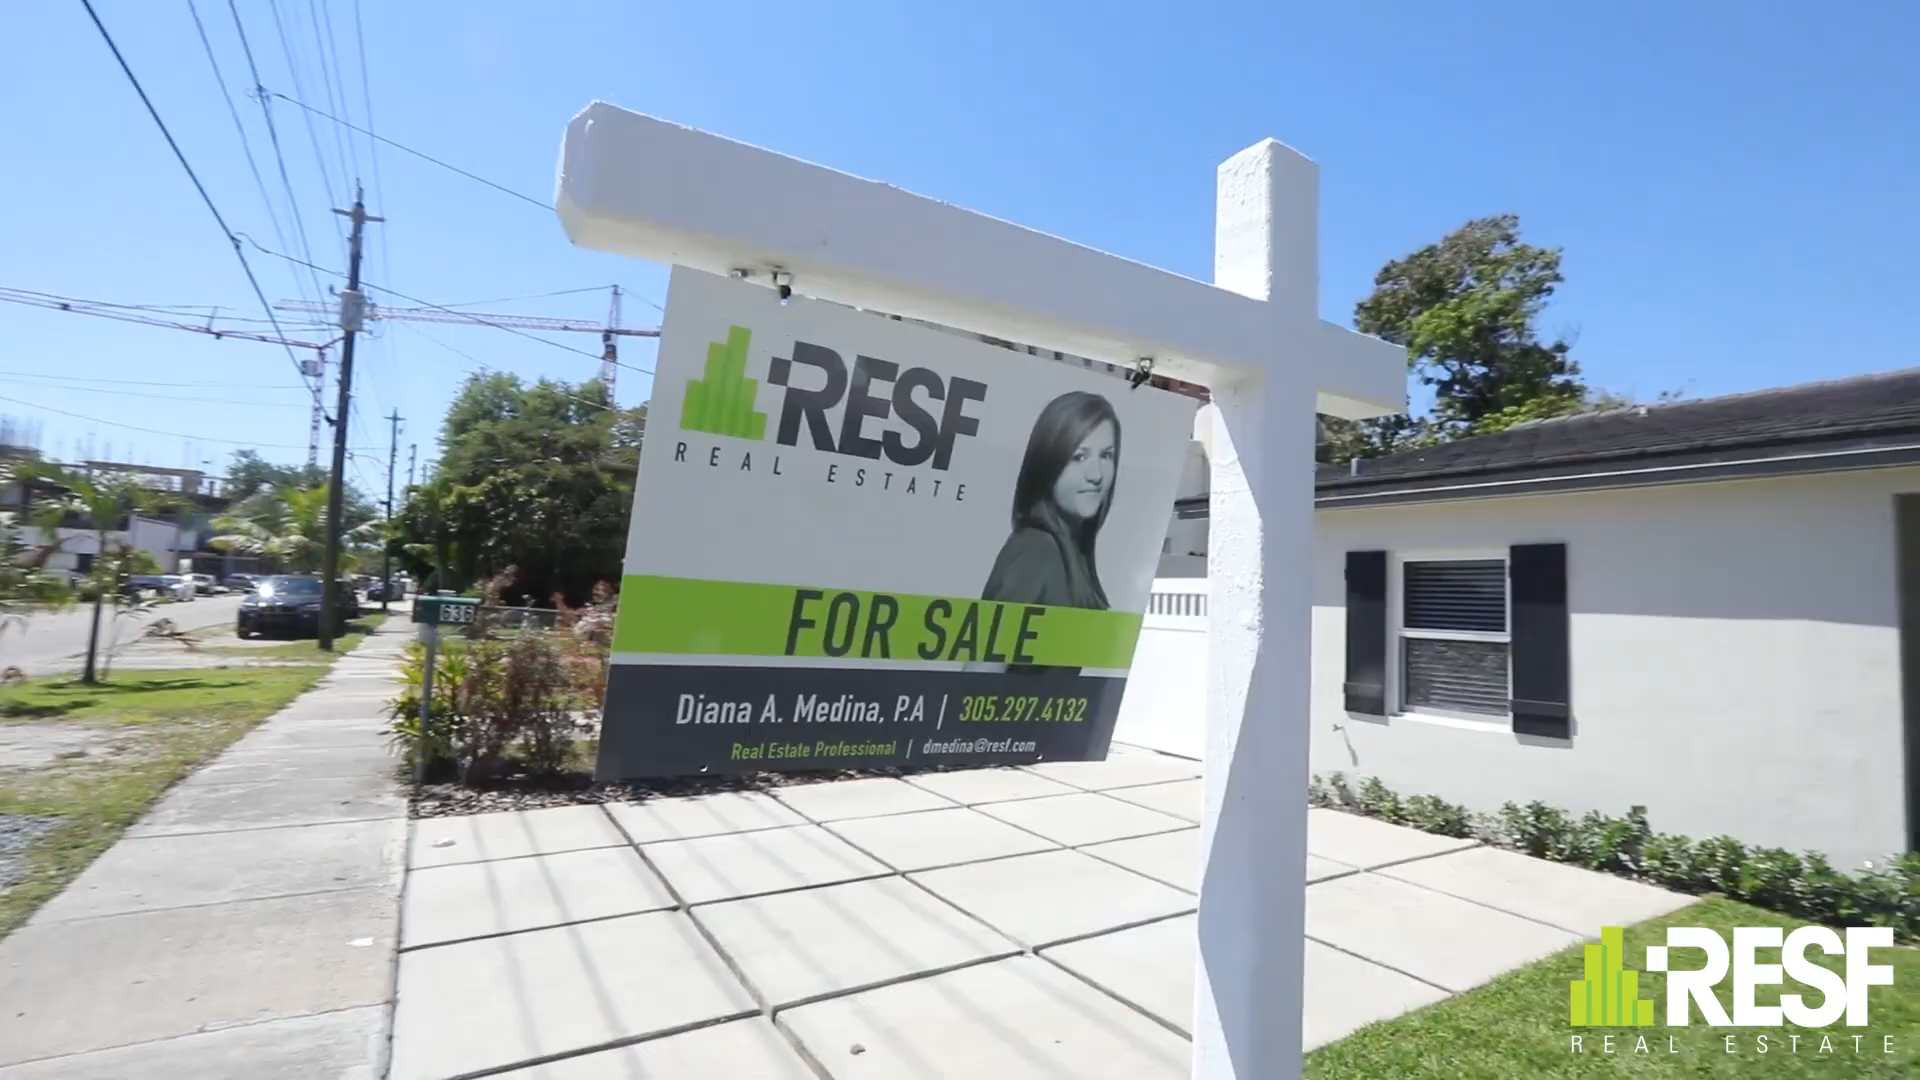 RESF
REAL ESTATE
636
FOR SALE
Diana A. Medina, P.A | 305.297.4132
Real Estate Professional | dmedina@resf.com
RESF
REAL ESTATE